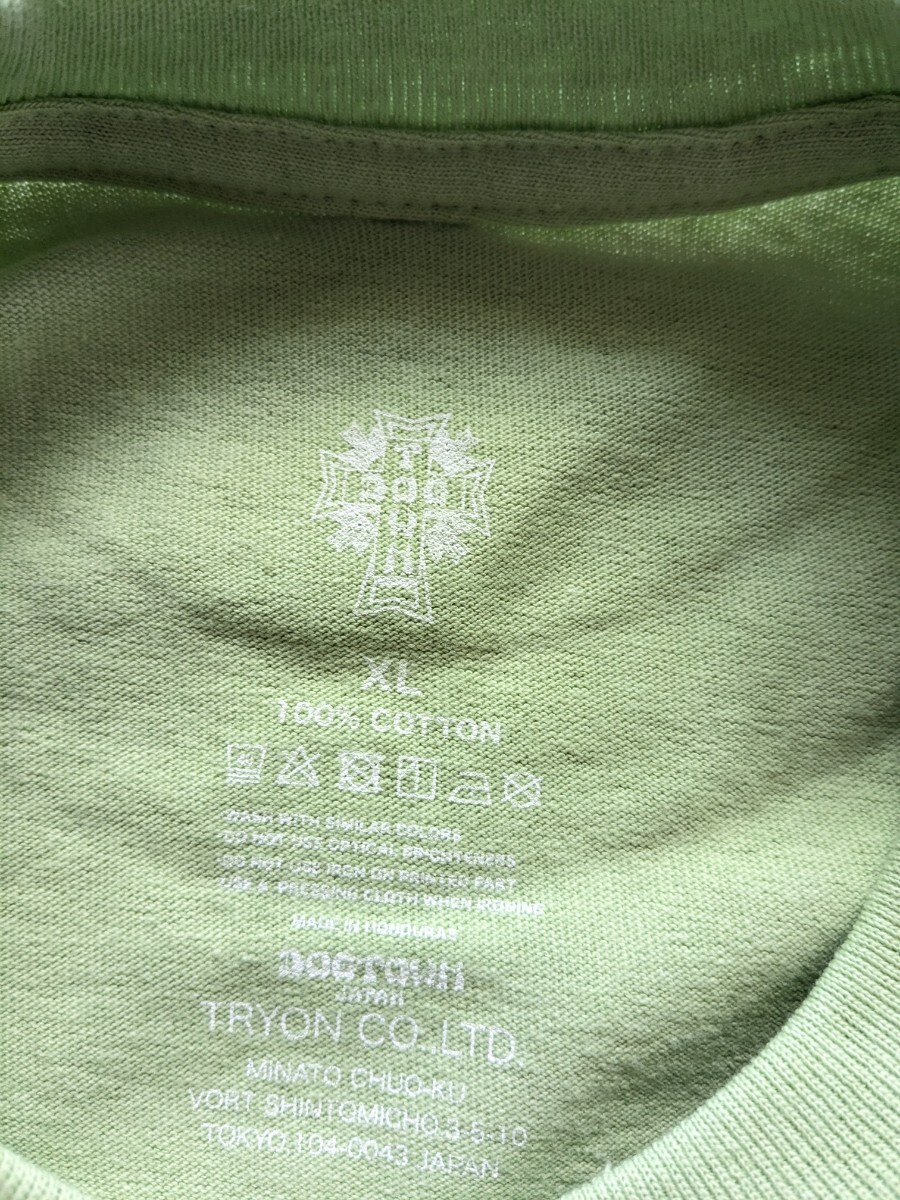 DOG
TOWN
XL
100% COTTON
WASH WITH SIMILAR COLORS
DO NOT USE OPTICAL BRIGHTENERS
DO NOT USE IRON ON PRINTED PART
USE A PRESSING CLOTH WHEN IRONING
MADE IN HONDURAS
DOGTOWN
JAPAN
TRYON CO.,LTD.
MINATO CHUO-KU
VORT SHINTOMICHO,3-5-10
TOKYO,104-0043 JAPAN